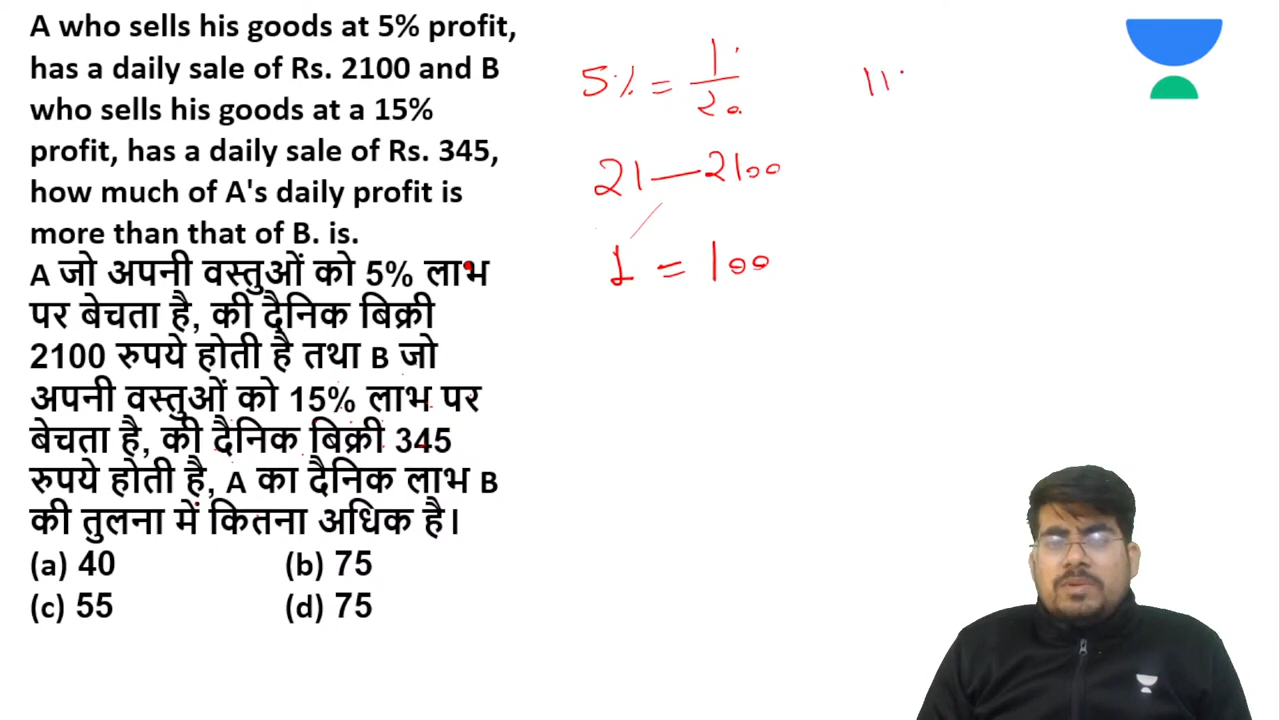 A who sells his goods at 5% profit,
has a daily sale of Rs. 2100 and B
who sells his goods at a 15%
profit, has a daily sale of Rs. 345,
how much of A's daily profit is
more than that of B. is.
A जो अपनी वस्तुओं को 5% लाभ
पर बेचता है, की दैनिक बिक्री
2100 रुपये होती है तथा B जो
अपनी वस्तुओं को 15% लाभ पर
बेचता है, की दैनिक बिक्री 345
रुपये होती है, A का दैनिक लाभ B
की तुलना में कितना अधिक है।
(a) 40 (b) 75
(c) 55 (d) 75
5% = 1/20
21 — 2100
1 = 100